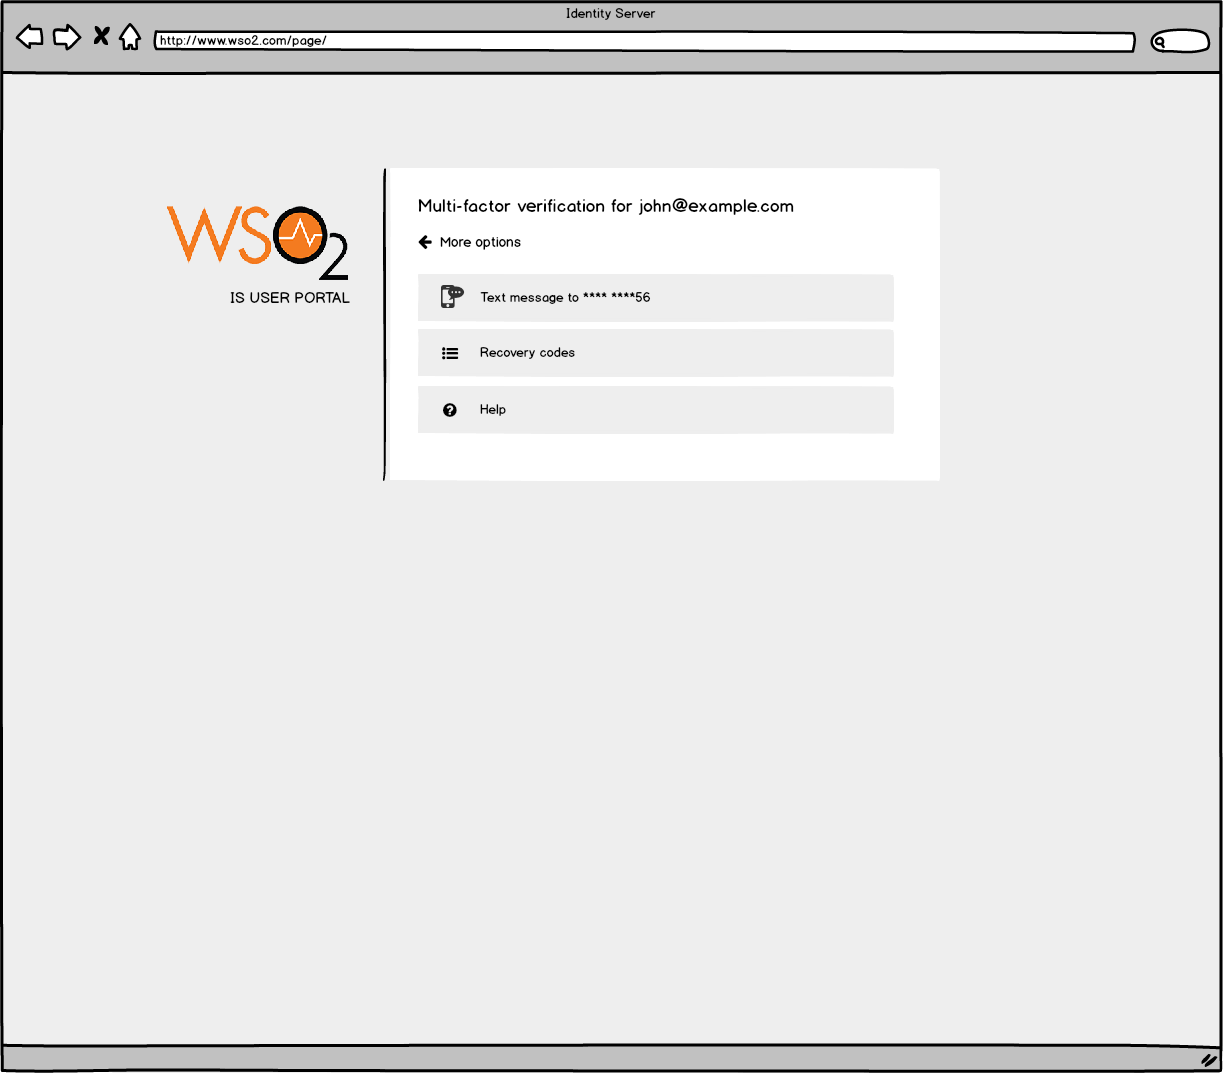 Identity Server
http://www.wso2.com/page/
WSO2
IS USER PORTAL
Multi-factor verification for john@example.com
More options
Text message to **** ****56
Recovery codes
Help